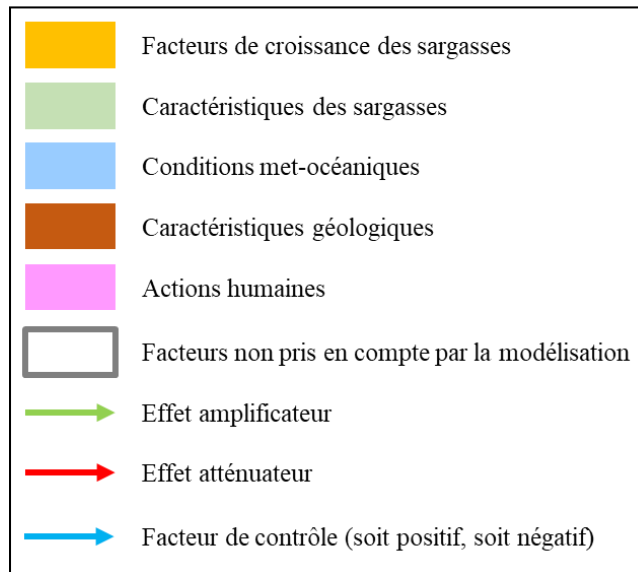 Facteurs de croissance des sargasses
Caractéristiques des sargasses
Conditions met-océaniques
Caractéristiques géologiques
Actions humaines
Facteurs non pris en compte par la modélisation
Effet amplificateur
Effet atténuateur
Facteur de contrôle (soit positif, soit négatif)